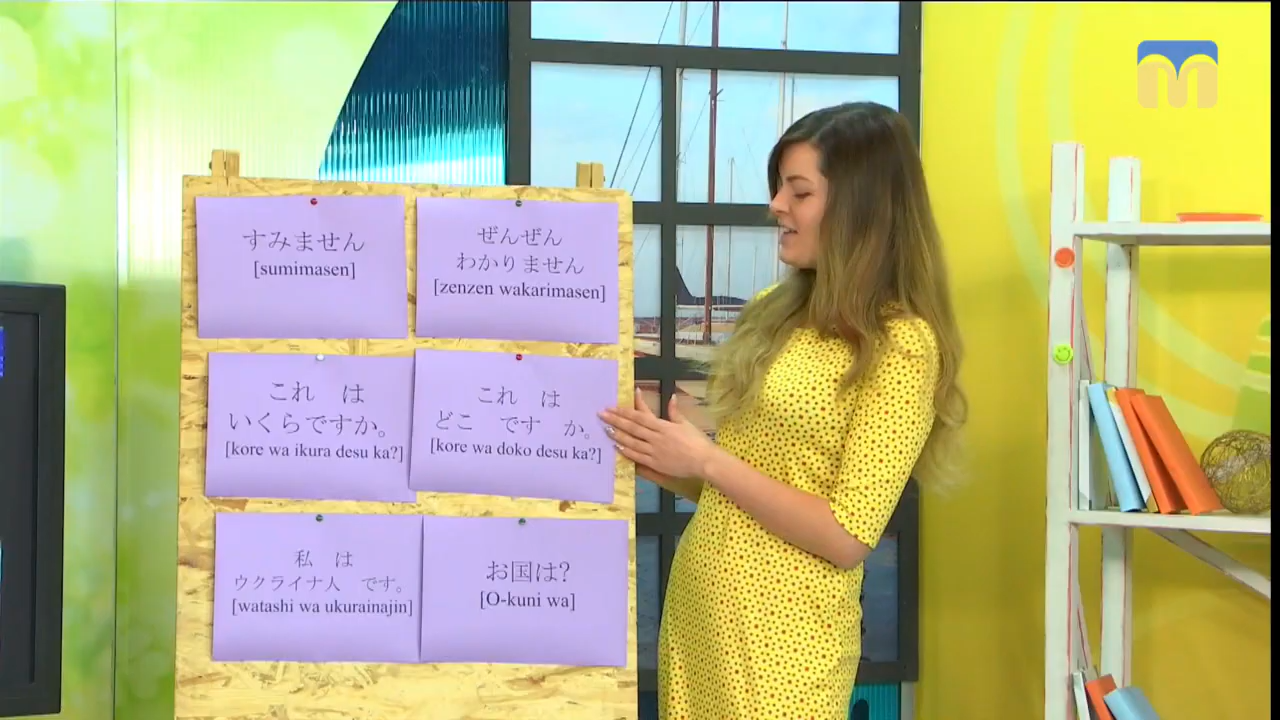 すみません
[sumimasen]
ぜんぜん
わかりません
[zenzen wakarimasen]
これ は
いくらですか。
[kore wa ikura desu ka?]
これ は
どこ です か。
[kore wa doko desu ka?]
私 は
ウクライナ人 です。
[watashi wa ukurainajin]
お国は?
[O-kuni wa]